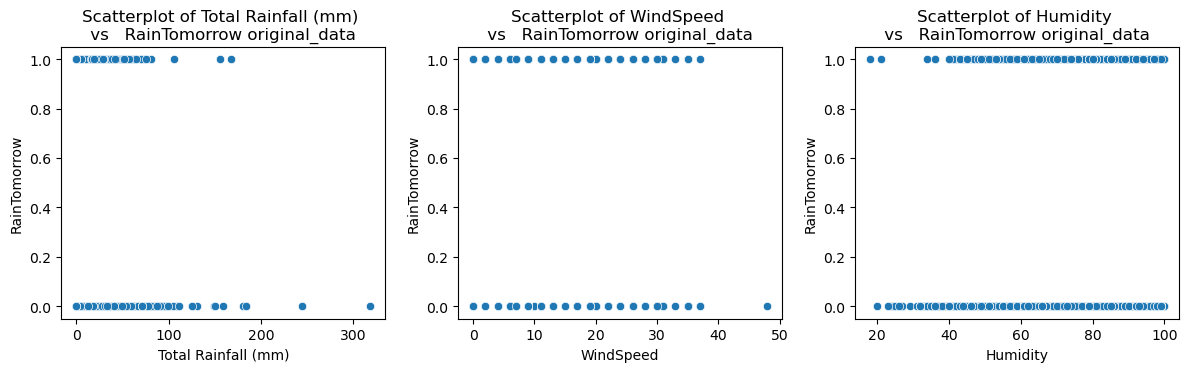 Scatterplot of Total Rainfall (mm)
vs   RainTomorrow original_data
1.0
0.8
0.6
0.4
0.2
0.0
RainTomorrow
0
100
200
300
Total Rainfall (mm)
Scatterplot of WindSpeed
vs   RainTomorrow original_data
1.0
0.8
0.6
0.4
0.2
0.0
RainTomorrow
0
10
20
30
40
50
WindSpeed
Scatterplot of Humidity
vs   RainTomorrow original_data
1.0
0.8
0.6
0.4
0.2
0.0
RainTomorrow
20
40
60
80
100
Humidity